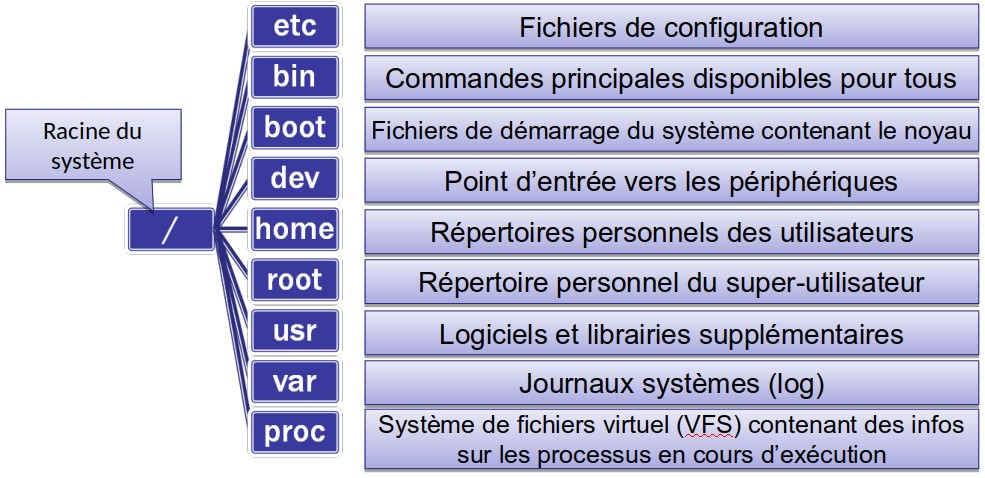 etc
Fichiers de configuration
bin
Commandes principales disponibles pour tous
boot
Fichiers de démarrage du système contenant le noyau
Racine du
système
dev
Point d’entrée vers les périphériques
/
home
Répertoires personnels des utilisateurs
root
Répertoire personnel du super-utilisateur
usr
Logiciels et librairies supplémentaires
var
Journaux systèmes (log)
proc
Système de fichiers virtuel (VFS) contenant des infos
sur les processus en cours d’exécution